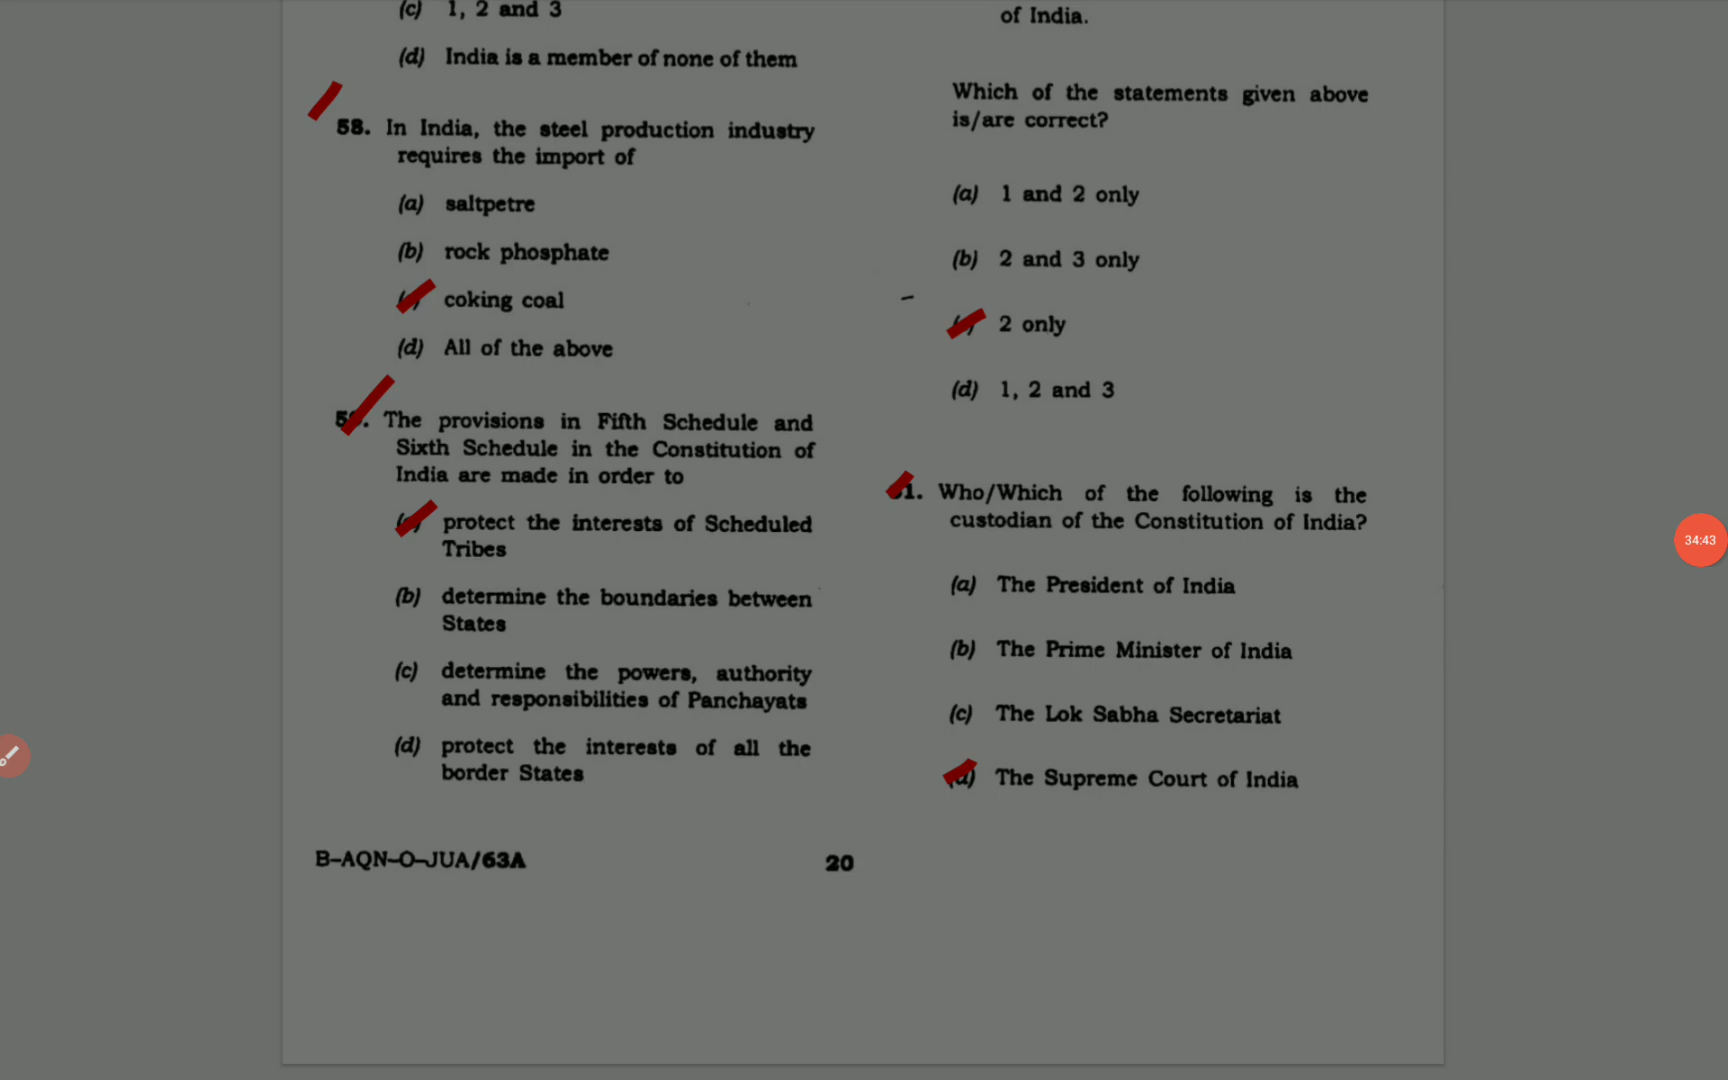 (c) 1, 2 and 3
(d) India is a member of none of them
58. In India, the steel production industry
requires the import of
(a) saltpetre
(b) rock phosphate
coking coal
(d) All of the above
The provisions in Fifth Schedule and
Sixth Schedule in the Constitution of
India are made in order to
protect the interests of Scheduled
Tribes
(b) determine the boundaries between
States
(c) determine the powers, authority
and responsibilities of Panchayats
(d) protect the interests of all the
border States
B-AQN-O-JUA/63A
20
of India.
Which of the statements given above
is/are correct?
(a) 1 and 2 only
(b) 2 and 3 only
2 only
(d) 1, 2 and 3
1. Who/Which of the following is the
custodian of the Constitution of India?
(a) The President of India
(b) The Prime Minister of India
(c) The Lok Sabha Secretariat
(d) The Supreme Court of India
34:43